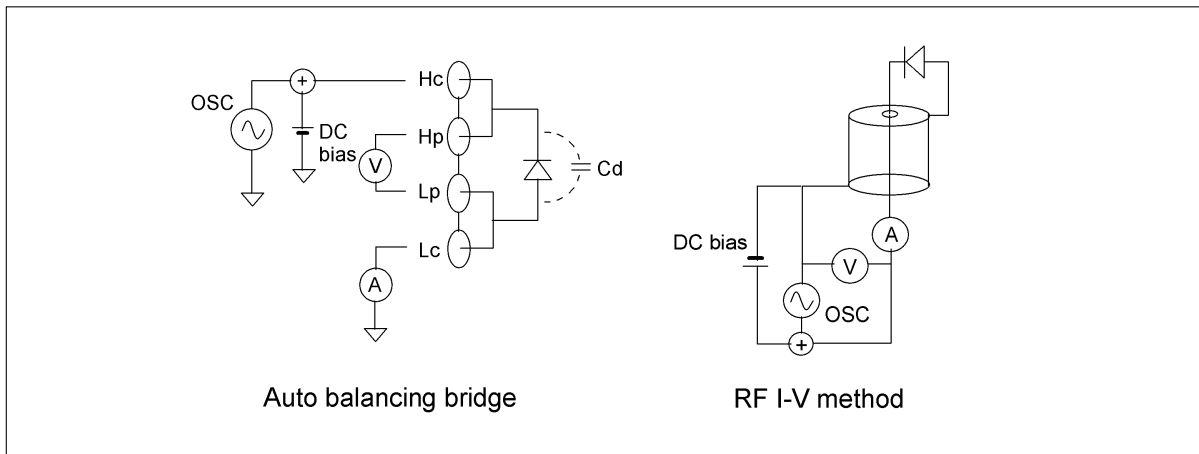 OSC
+
DC
bias
V
A
Hc
Hp
Lp
Lc
Cd
Auto balancing bridge
DC bias
A
V
OSC
+
RF I-V method